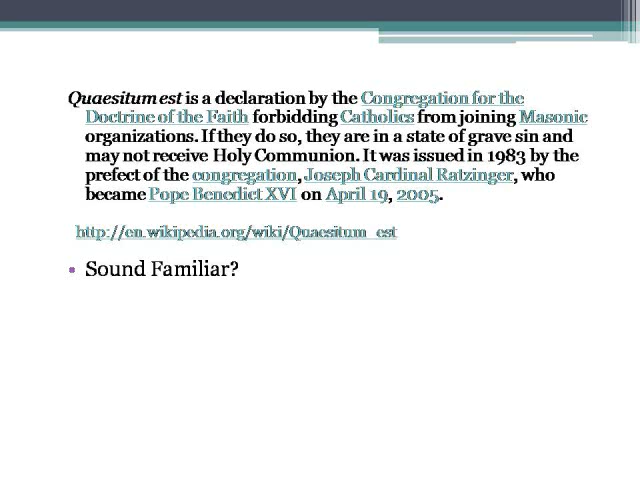 Quaesitum est is a declaration by the Congregation for the
Doctrine of the Faith forbidding Catholics from joining Masonic
organizations. If they do so, they are in a state of grave sin and
may not receive Holy Communion. It was issued in 1983 by the
prefect of the congregation, Joseph Cardinal Ratzinger, who
became Pope Benedict XVI on April 19, 2005.
http://en.wikipedia.org/wiki/Quaesitum_est
• Sound Familiar?